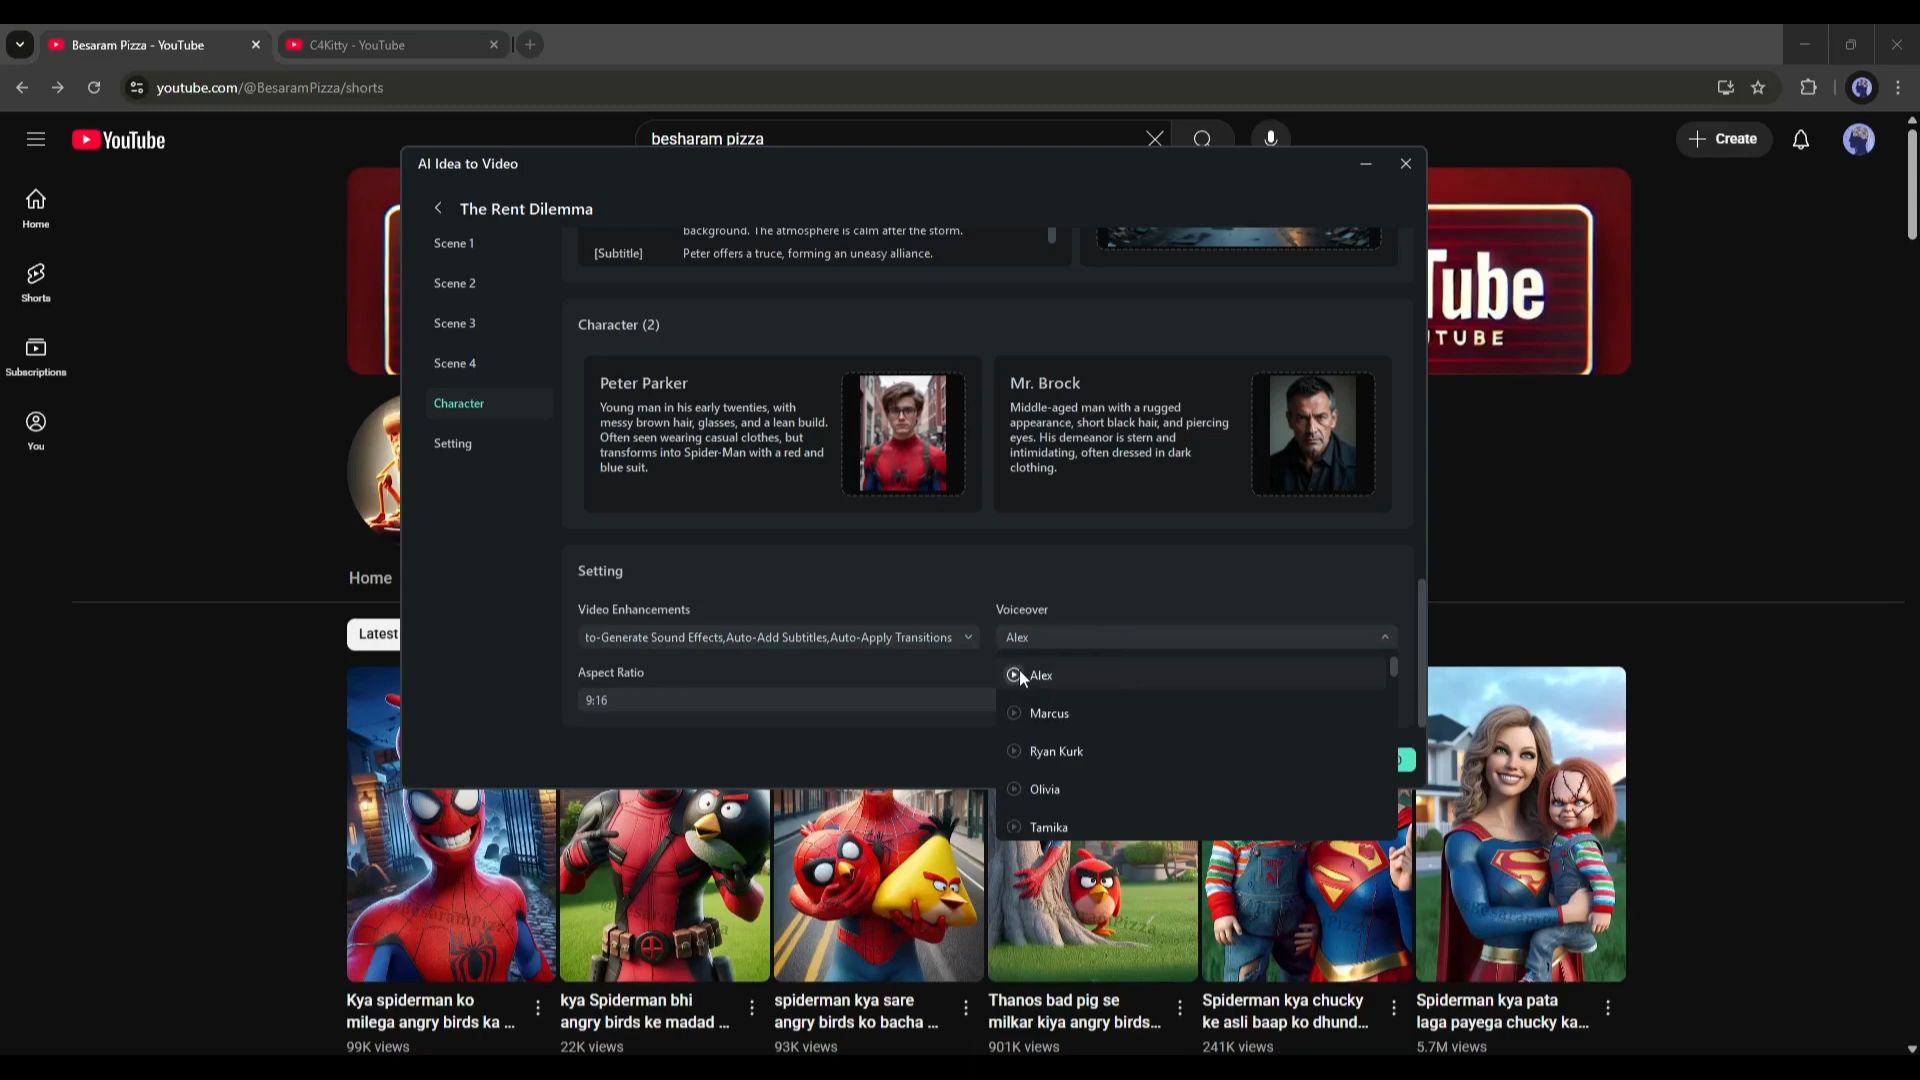 Besaram Pizza - YouTube
C4Kitty - YouTube
youtube.com/@BesaramPizza/shorts
YouTube
besharam pizza
Create
Home
Shorts
Subscriptions
You
AI Idea to Video
The Rent Dilemma
Scene 1
Scene 2
Scene 3
Scene 4
Character
Setting
background. The atmosphere is calm after the storm.
[Subtitle]
Peter offers a truce, forming an uneasy alliance.
Character (2)
Peter Parker
Young man in his early twenties, with
messy brown hair, glasses, and a lean build.
Often seen wearing casual clothes, but
transforms into Spider-Man with a red and
blue suit.
Mr. Brock
Middle-aged man with a rugged
appearance, short black hair, and piercing
eyes. His demeanor is stern and
intimidating, often dressed in dark
clothing.
Setting
Video Enhancements
to-Generate Sound Effects,Auto-Add Subtitles,Auto-Apply Transitions
Aspect Ratio
9:16
Voiceover
Alex
Alex
Marcus
Ryan Kurk
Olivia
Tamika
Tube
UTUBE
Home
Latest
Kya spiderman ko
milega angry birds ka ...
99K views
kya Spiderman bhi
angry birds ke madad ...
22K views
spiderman kya sare
angry birds ko bacha ...
93K views
Thanos bad pig se
milkar kiya angry birds...
901K views
Spiderman kya chucky
ke asli baap ko dhund...
241K views
Spiderman kya pata
laga payega chucky ka...
5.7M views